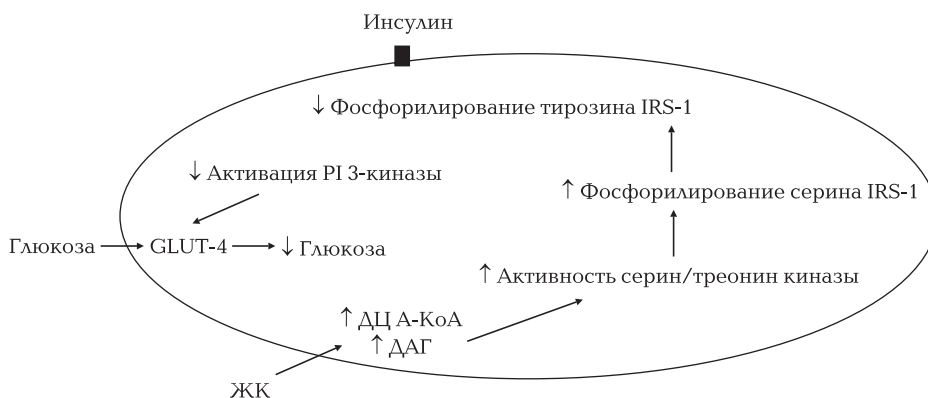 Инсулин
↓ Фосфорилирование тирозина IRS-1
↓ Активация PI 3-киназы
↑ Фосфорилирование серина IRS-1
Глюкоза
GLUT-4
↓ Глюкоза
↑ Активность серин/треонин киназы
↑ ДЦ А-КоА
↑ ДАГ
ЖК